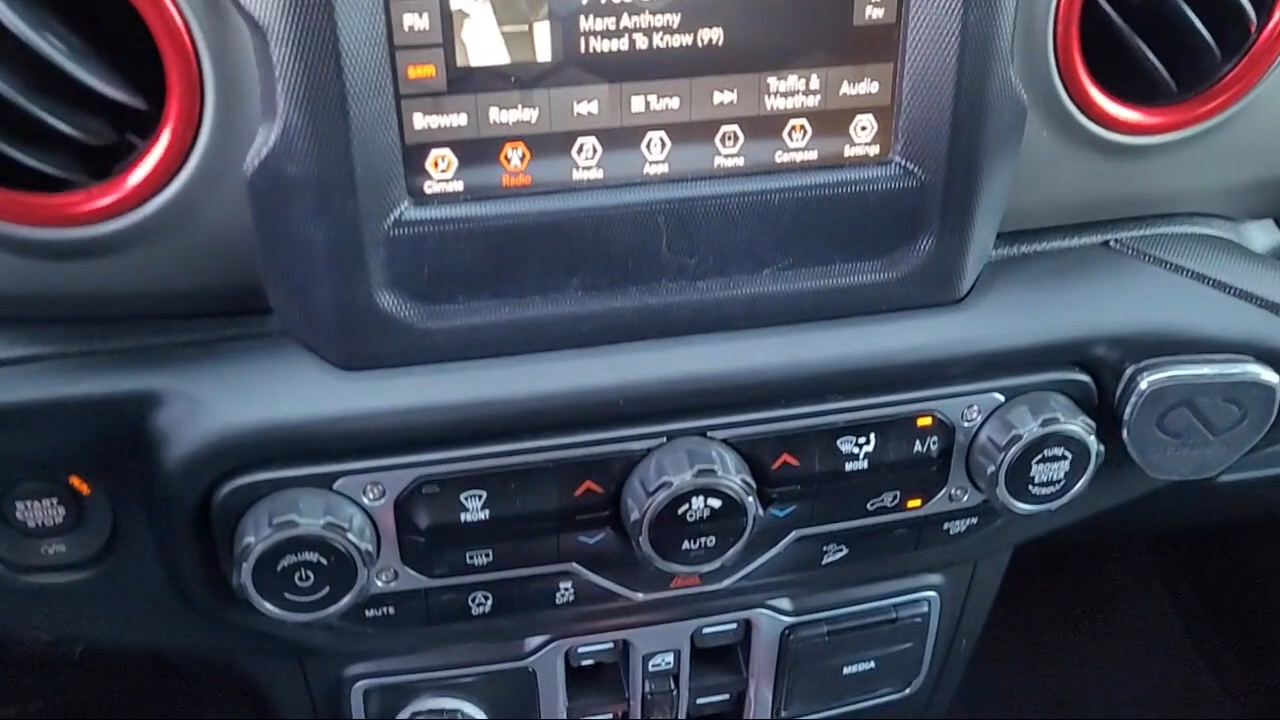 FM
Marc Anthony
I Need To Know (99)
Fav
SXM
Browse
Replay
Tune
Traffic &
Weather
Audio
Climate
Radio
Media
Apps
Phone
Compass
Settings
START
ENGINE
STOP
VOLUME
MUTE
FRONT
OFF
OFF
OFF
AUTO
MODE
A/C
SCREEN
OFF
TUNE
BROWSE
ENTER
SCROLL
MEDIA